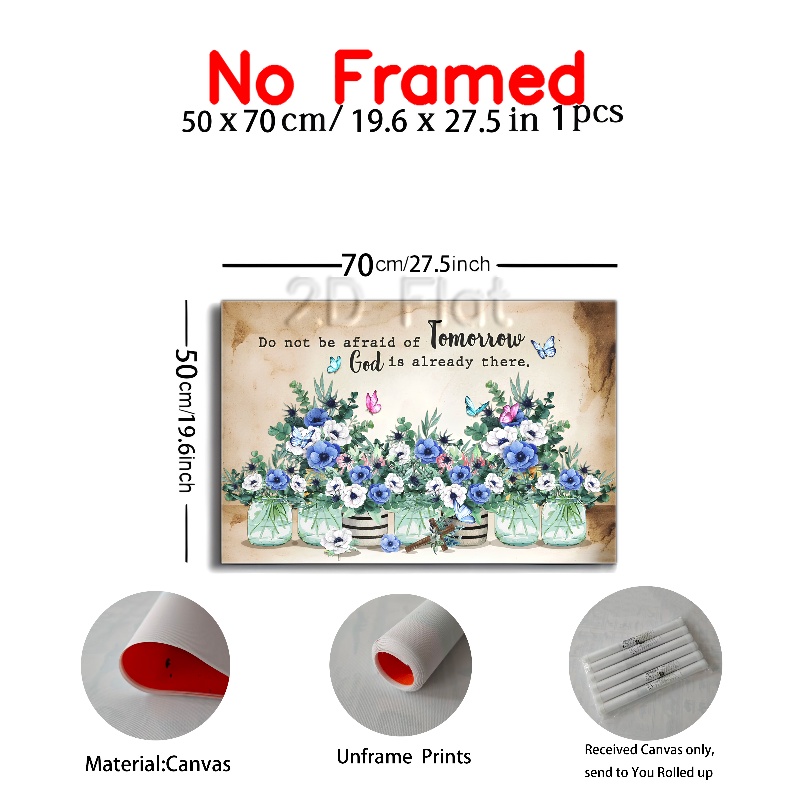 No Framed
50 x 70 cm/ 19.6 x 27.5 in 1pcs
70cm/27.5inch
2D Flat
50cm/19.6inch
Do not be afraid of Tomorrow
God is already there.
Material:Canvas
Unframe Prints
Received Canvas only,
send to You Rolled up